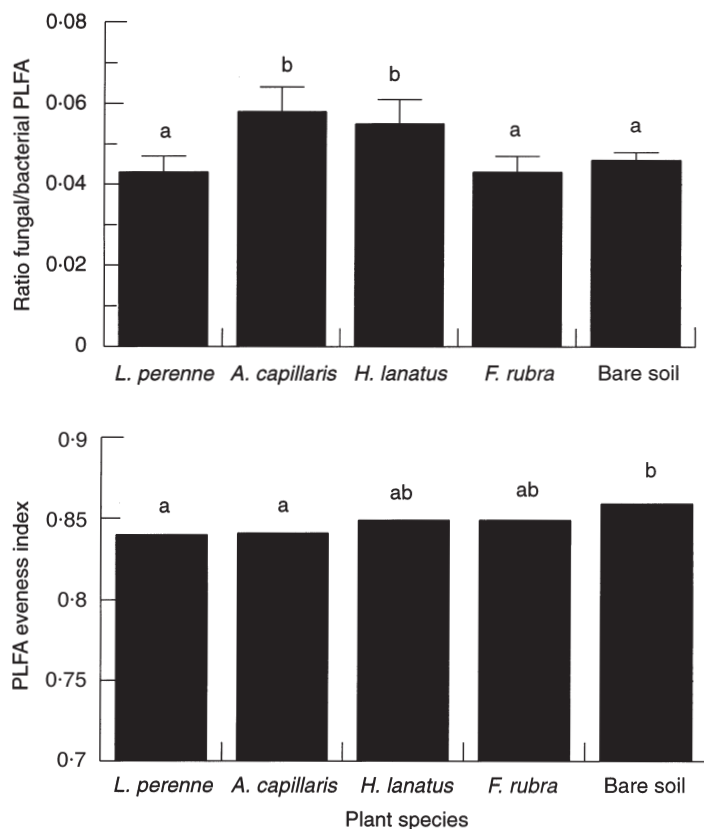 Ratio fungal/bacterial PLFA
0·08
0·06
0·04
0·02
0
a
b
b
a
a
L. perenne A. capillaris H. lanatus F. rubra Bare soil
PLFA eveness index
0·9
0·85
0·8
0·75
0·7
a
a
ab
ab
b
L. perenne A. capillaris H. lanatus F. rubra Bare soil
Plant species